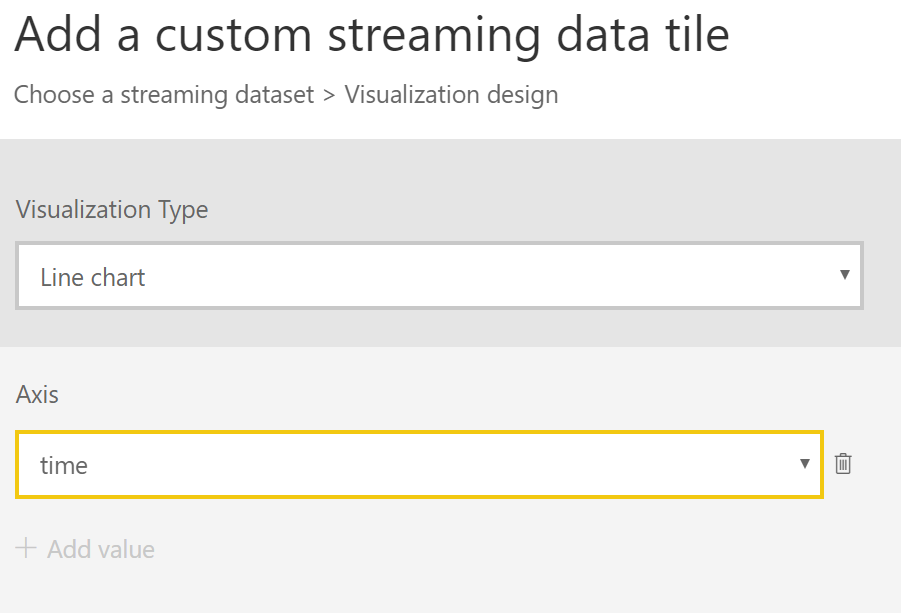 Add a custom streaming data tile
Choose a streaming dataset > Visualization design
Visualization Type
Line chart
Axis
time
+ Add value